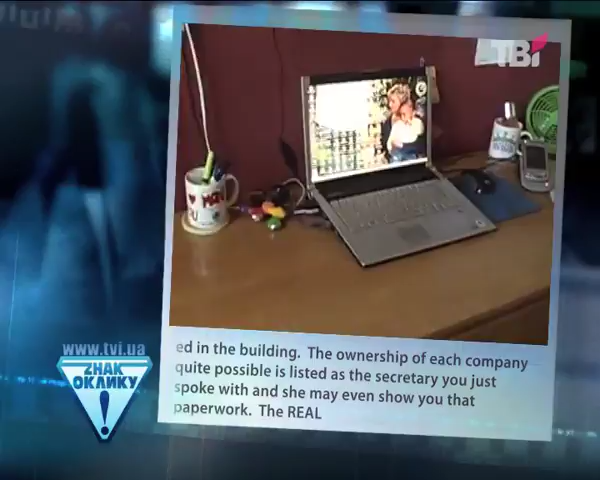 ТВі
www.tvi.ua
ZНАК
ОКЛИКУ
ed in the building. The ownership of each company
quite possible is listed as the secretary you just
spoke with and she may even show you that
paperwork. The REAL